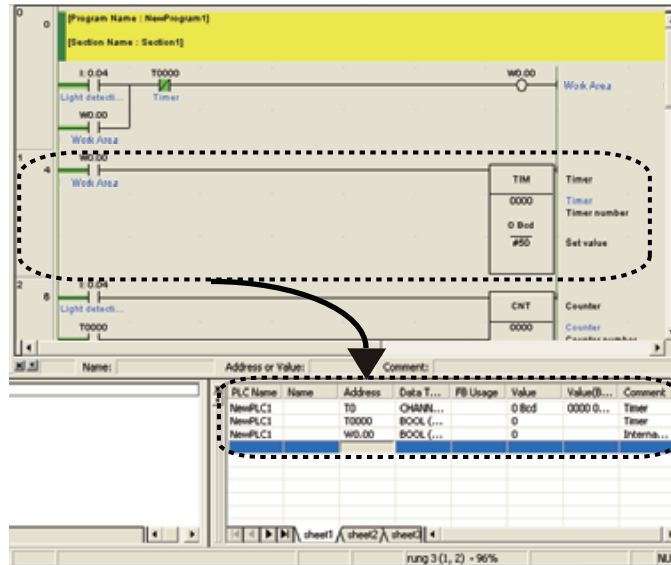 0
0
[Program Name : NewProgram1]
[Section Name : Section1]
I: 0.04
T0000
W0.00
Light detecti...
Timer
Work Area
W0.00
Work Area
1
4
W0.00
Work Area
TIM
Timer
0000
Timer
Timer number
0 Bcd
#50
Set value
2
6
I: 0.04
Light detecti...
CNT
Counter
T0000
0000
Counter
Counter number
Name:
Address or Value:
Comment:
PLC Name Name Address Data T... FB Usage Value Value(B... Comment
NewPLC1 T0 CHANN... 0 Bcd 0000 0... Timer
NewPLC1 T0000 BOOL (... 0 Timer
NewPLC1 W0.00 BOOL (... 0 Interna...
sheet1 sheet2 sheet3
rung 3 (1, 2) - 96%
NU